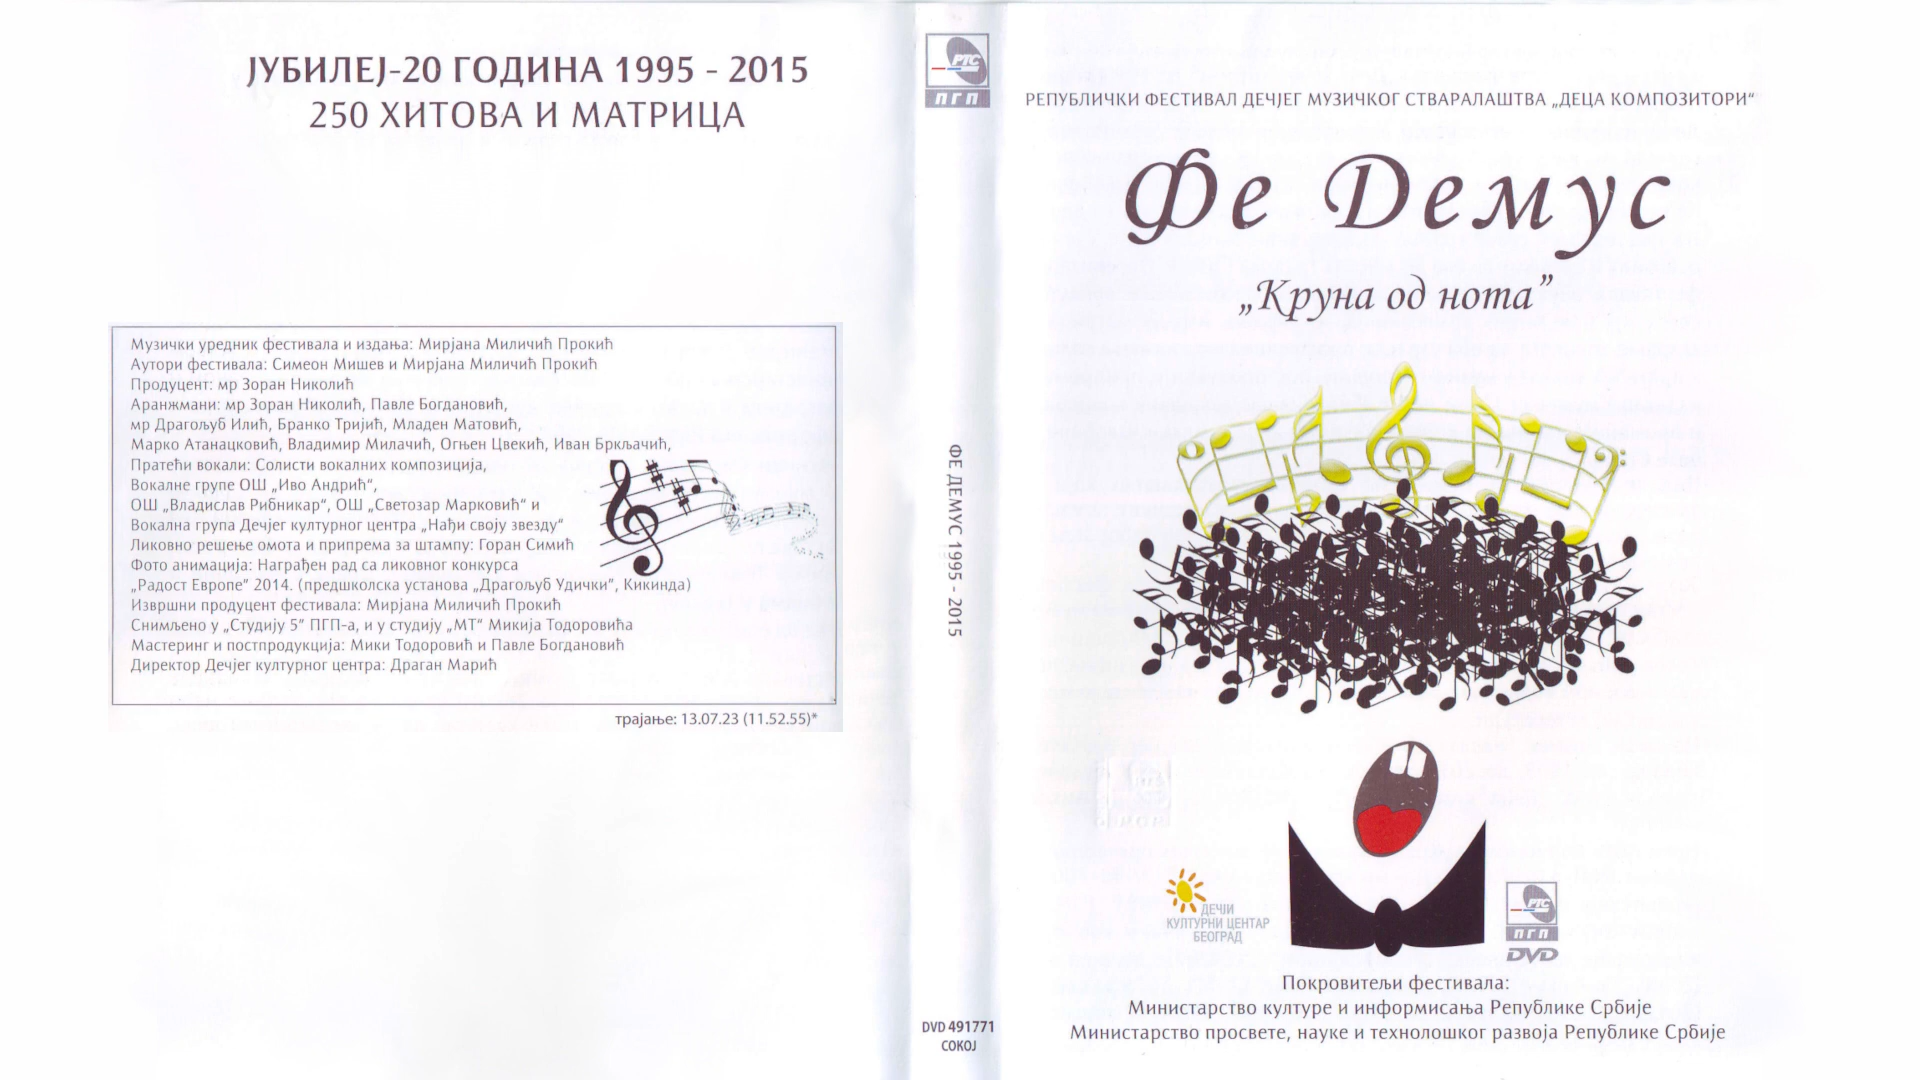 ЈУБИЛЕЈ-20 ГОДИНА 1995 - 2015
250 ХИТОВА И МАТРИЦА
Музички уредник фестивала и издања: Мирјана Миличић Прокић
Аутори фестивала: Симеон Мишев и Мирјана Миличић Прокић
Продуцент: мр Зоран Николић
Аранжмани: мр Зоран Николић, Павле Богдановић,
мр Драгољуб Илић, Бранко Тријић, Младен Матовић,
Марко Атанацковић, Владимир Милачић, Огњен Цвекић, Иван Бркљачић,
Пратећи вокали: Солисти вокалних композиција,
Вокалне групе ОШ „Иво Андрић“,
ОШ „Владислав Рибникар“, ОШ „Светозар Марковић“ и
Вокална група Дечјег културног центра „Нађи своју звезду“
Ликовно решење омота и припрема за штампу: Горан Симић
Фото анимација: Награђен рад са ликовног конкурса
„Радост Европе” 2014. (предшколска установа „Драгољуб Удички”, Кикинда)
Извршни продуцент фестивала: Мирјана Миличић Прокић
Снимљено у „Студију 5” ПГП-а, и у студију „МТ“ Микија Тодоровића
Мастеринг и постпродукција: Мики Тодоровић и Павле Богдановић
Директор Дечјег културног центра: Драган Марић
трајање: 13.07.23 (11.52.55)*
РТС
ПГП
ФЕ ДЕМУС 1995 - 2015
DVD 491771
СОКОЈ
РЕПУБЛИЧКИ ФЕСТИВАЛ ДЕЧЈЕГ МУЗИЧКОГ СТВАРАЛАШТВА „ДЕЦА КОМПОЗИТОРИ“
Фе Демус
„Круна од нота”
ДЕЧЈИ
КУЛТУРНИ ЦЕНТАР
БЕОГРАД
РТС
ПГП
DVD
Покровитељи фестивала:
Министарство културе и информисања Републике Србије
Министарство просвете, науке и технолошког развоја Републике Србије